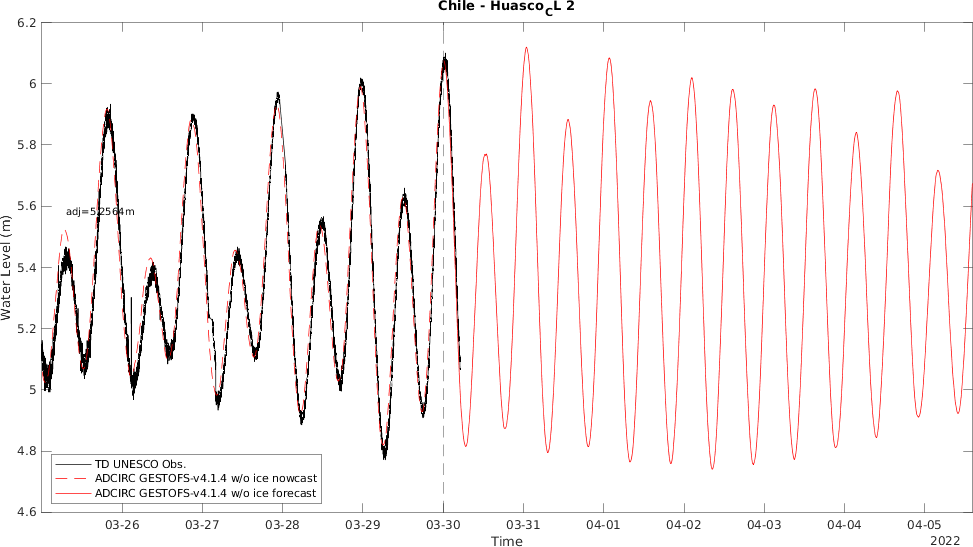 Chile - Huasco_CL 2
6.2
6
5.8
5.6
5.4
5.2
5
4.8
4.6
Water Level (m)
adj=5.2564m
TD UNESCO Obs.
ADCIRC GESTOFS-v4.1.4 w/o ice nowcast
ADCIRC GESTOFS-v4.1.4 w/o ice forecast
03-26 03-27 03-28 03-29 03-30 03-31 04-01 04-02 04-03 04-04 04-05
Time
2022